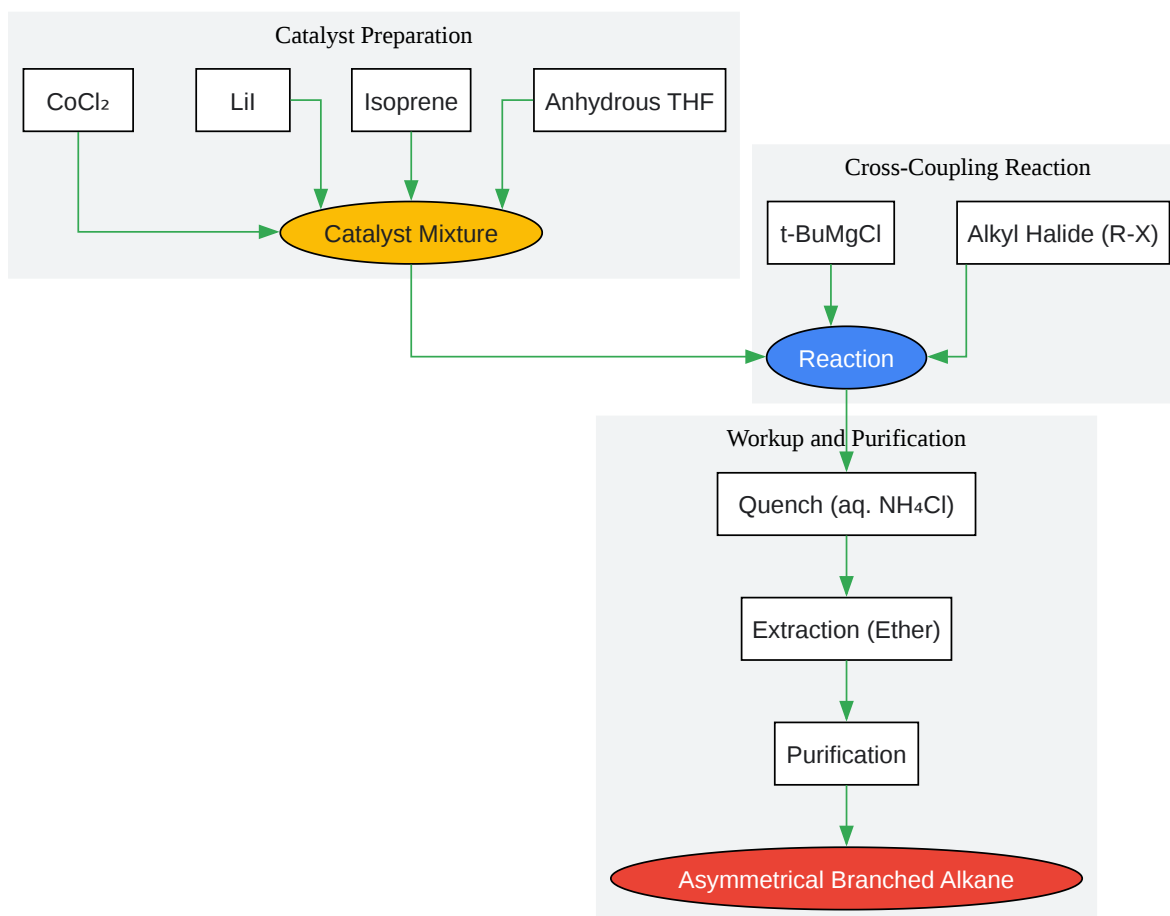 Catalyst Preparation
CoCl₂
LiI
Isoprene
Anhydrous THF
Catalyst Mixture
Cross-Coupling Reaction
t-BuMgCl
Alkyl Halide (R-X)
Reaction
Workup and Purification
Quench (aq. NH₄Cl)
Extraction (Ether)
Purification
Asymmetrical Branched Alkane